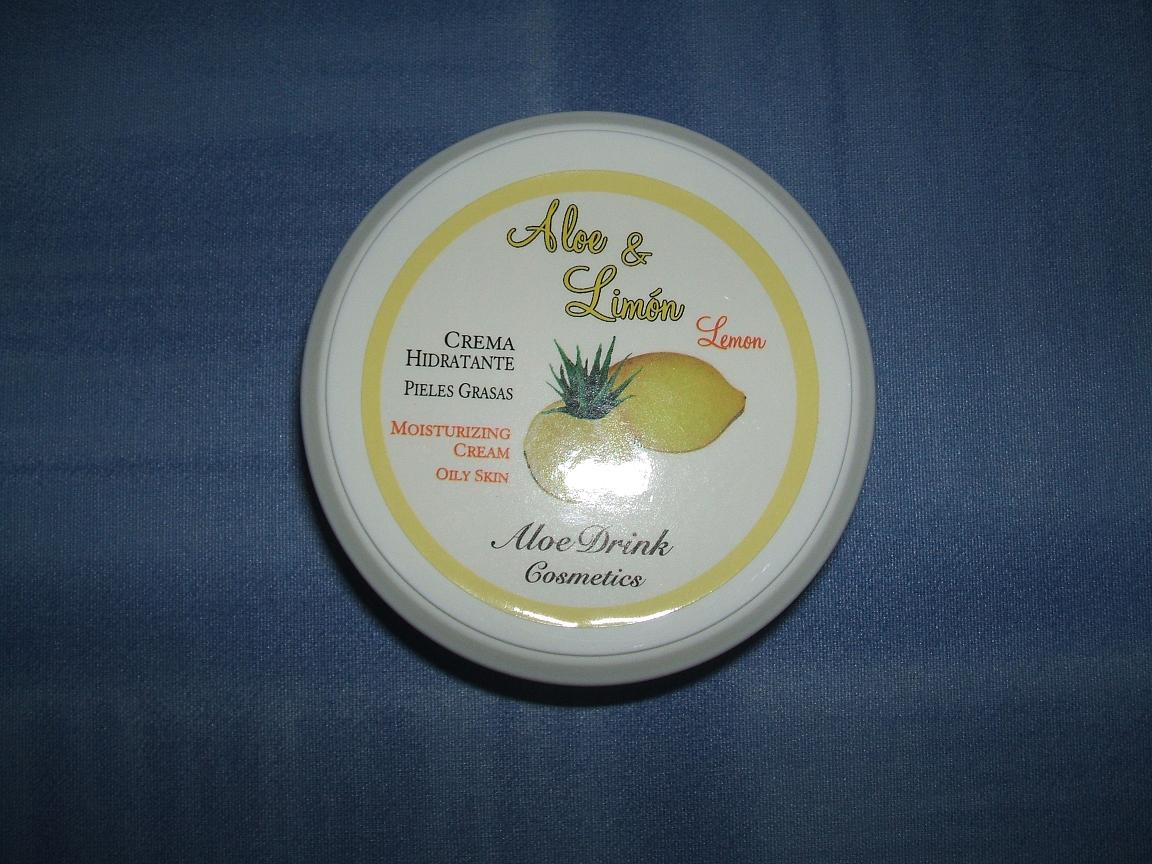 Aloe &
Limón
Lemon
CREMA
HIDRATANTE
PIELES GRASAS
MOISTURIZING
CREAM
OILY SKIN
Aloe Drink
Cosmetics